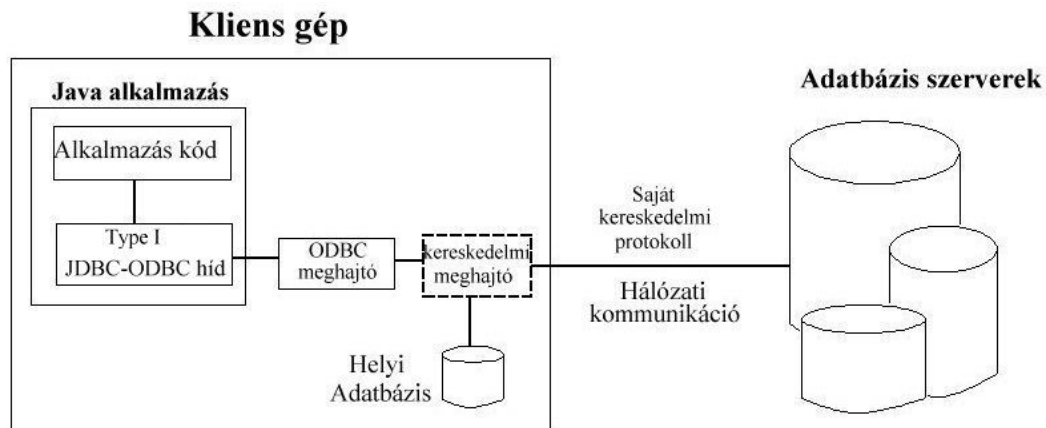 Kliens gép
Java alkalmazás
Alkalmazás kód
Type I
JDBC-ODBC híd
ODBC
meghajtó
kereskedelmi
meghajtó
Helyi
Adatbázis
Saját
kereskedelmi
protokoll
Hálózati
kommunikáció
Adatbázis szerverek